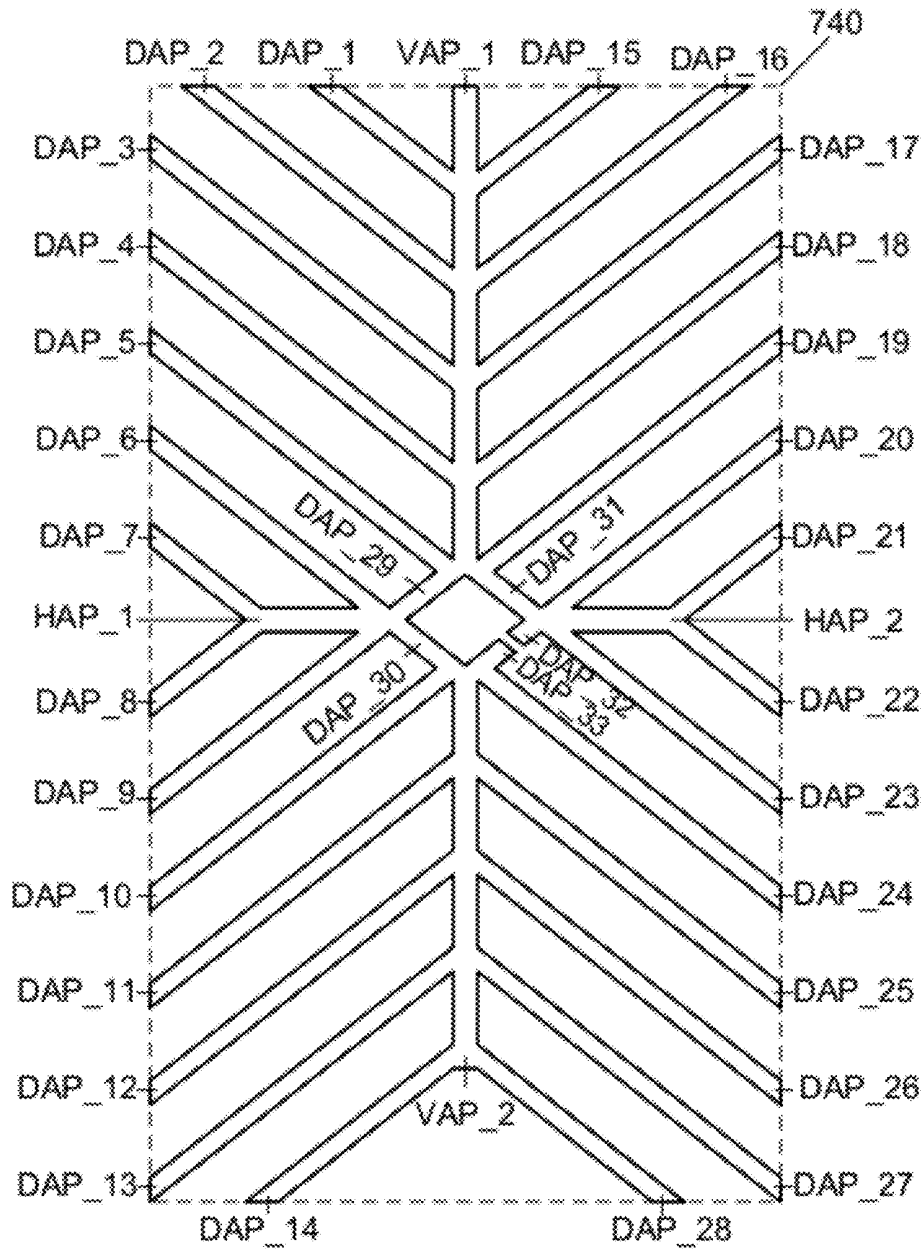 740
DAP_2 DAP_1 VAP_1 DAP_15 DAP_16
DAP_3 DAP_17
DAP_4 DAP_18
DAP_5 DAP_19
DAP_6 DAP_20
DAP_29 DAP_31
DAP_7 DAP_21
HAP_1 HAP_2
DAP_30 DAP_32
DAP_33
DAP_8 DAP_22
DAP_9 DAP_23
DAP_10 DAP_24
DAP_11 DAP_25
DAP_12 DAP_26
VAP_2
DAP_13 DAP_27
DAP_14 DAP_28